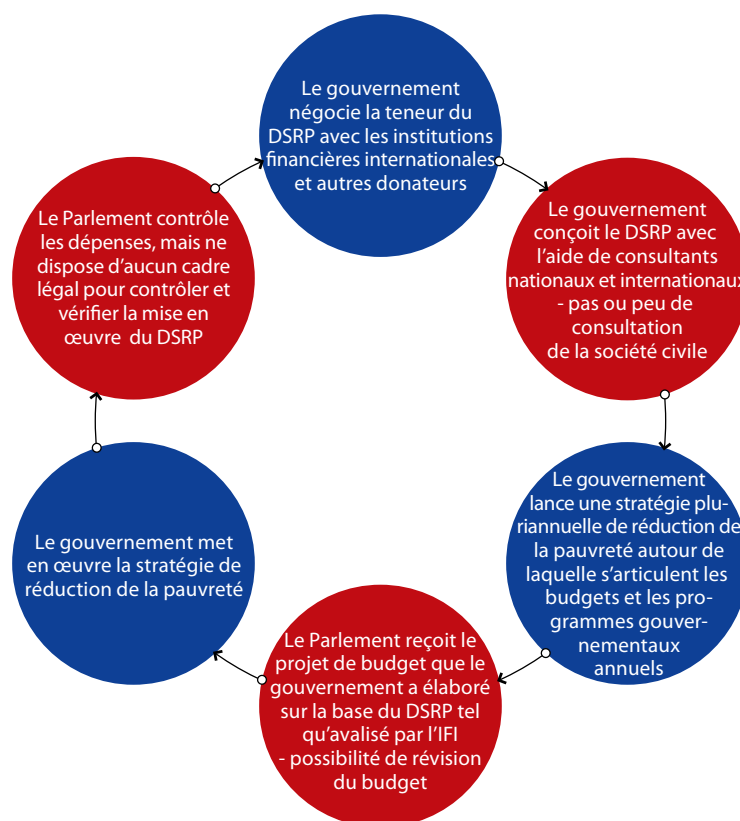 Le gouvernement
négocie la teneur du
DSRP avec les institutions
financières internationales
et autres donateurs
Le gouvernement
conçoit le DSRP avec
l’aide de consultants
nationaux et internationaux
- pas ou peu de
consultation
de la société civile
Le gouvernement
lance une stratégie plu-
riannuelle de réduction de
la pauvreté autour de
laquelle s’articulent les
budgets et les pro-
grammes gouver-
nementaux
annuels
Le Parlement reçoit le
projet de budget que le
gouvernement a élaboré
sur la base du DSRP tel
qu’avalisé par l’IFI
- possibilité de révision
du budget
Le gouvernement met
en œuvre la stratégie de
réduction de la pauvreté
Le Parlement contrôle
les dépenses, mais ne
dispose d’aucun cadre
légal pour contrôler et
vérifier la mise en
œuvre du DSRP